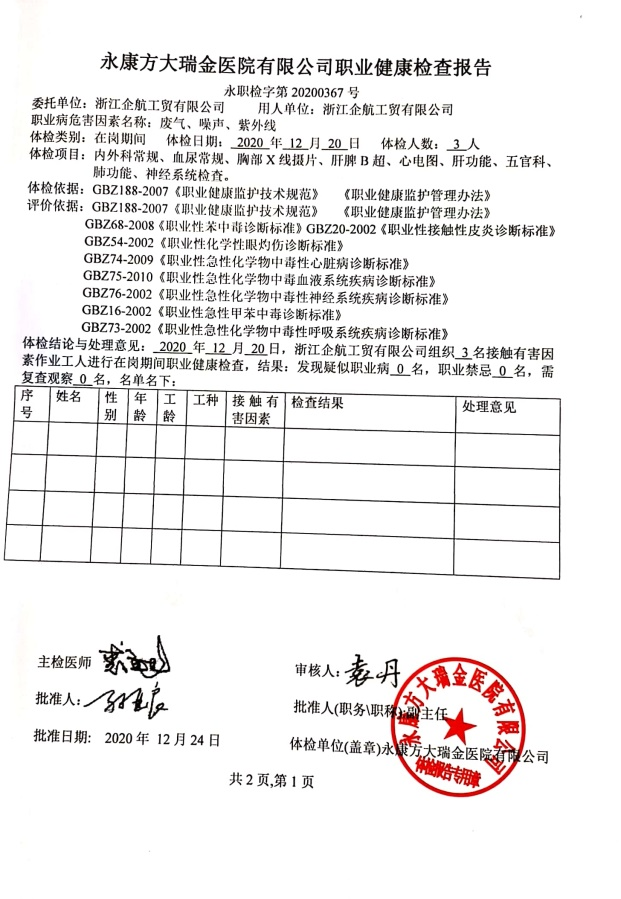 永康方大瑞金医院有限公司职业健康检查报告
永职检字第 20200367 号
委托单位：浙江企航工贸有限公司 用人单位：浙江企航工贸有限公司
职业病危害因素名称：废气、噪声、紫外线
体检类别：在岗期间 体检日期：2020 年 12 月 20 日 体检人数：3 人
体检项目：内外科常规、血尿常规、胸部 X 线摄片、肝脾 B 超、心电图、肝功能、五官科、
肺功能、神经系统检查。
体检依据：GBZ188-2007《职业健康监护技术规范》 《职业健康监护管理办法》
评价依据：GBZ188-2007《职业健康监护技术规范》 《职业健康监护管理办法》
GBZ68-2008《职业性苯中毒诊断标准》GBZ20-2002《职业性接触性皮炎诊断标准》
GBZ54-2002《职业性化学性眼灼伤诊断标准》
GBZ74-2009《职业性急性化学物中毒性心脏病诊断标准》
GBZ75-2010《职业性急性化学物中毒血液系统疾病诊断标准》
GBZ76-2002《职业性急性化学物中毒性神经系统疾病诊断标准》
GBZ16-2002《职业性急性甲苯中毒诊断标准》
GBZ73-2002《职业性急性化学物中毒性呼吸系统疾病诊断标准》
体检结论与处理意见：2020 年 12 月 20 日，浙江企航工贸有限公司组织 3 名接触有害因
素作业工人进行在岗期间职业健康检查，结果：发现疑似职业病 0 名，职业禁忌 0 名，需
复查观察 0 名，名单名下：
序号 姓名 性别 年龄 工龄 工种 接触有害因素 检查结果 处理意见
主检医师
审核人：袁丹
批准人：
批准人(职务\职称)副主任
批准日期：2020 年 12 月 24 日
体检单位(盖章)永康方大瑞金医院有限公司
永康方大瑞金医院有限公司
体检报告专用章
共 2 页,第 1 页